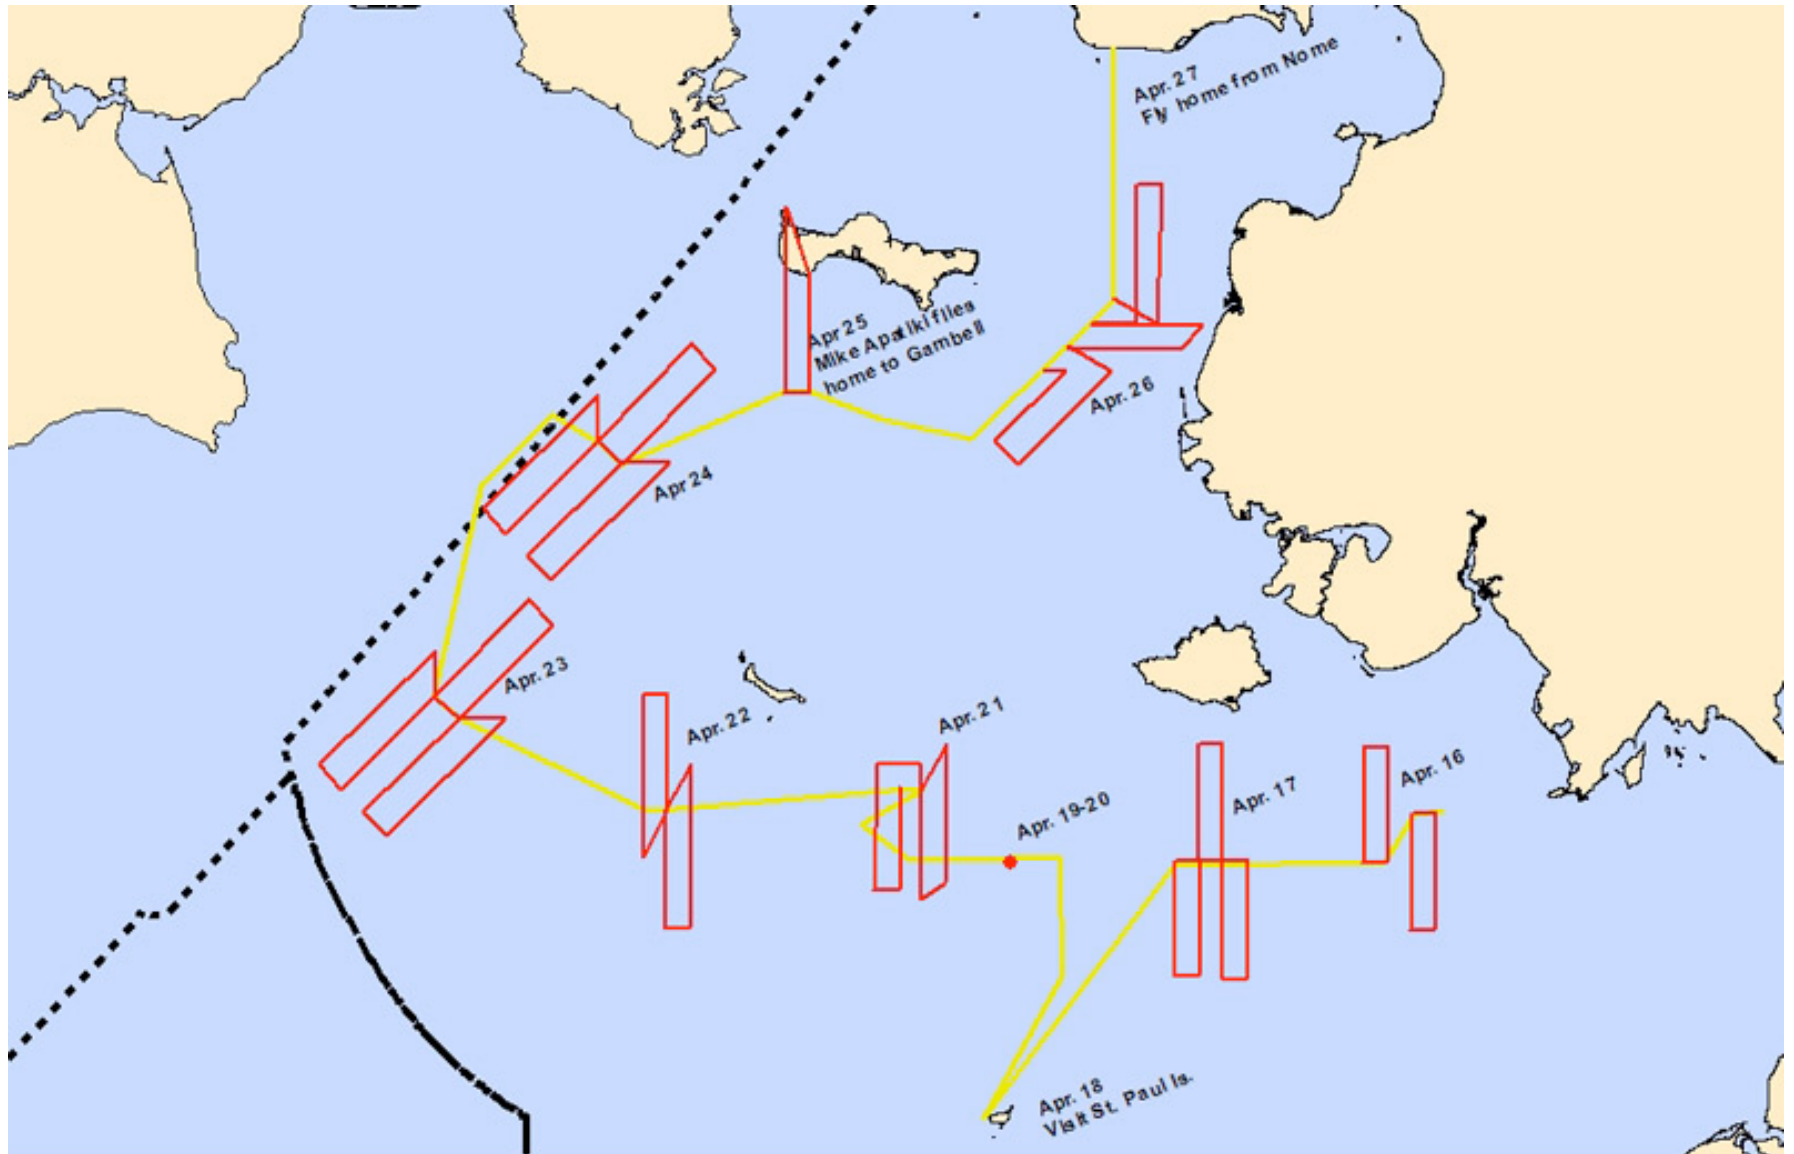 Apr. 27
Fly home from Nome
Apr 25
Mike Apatiki flies
home to Gambell
Apr. 26
Apr 24
Apr. 23
Apr. 22
Apr. 21
Apr. 19-20
Apr. 17
Apr. 16
Apr. 18
Visit St. Paul Is.